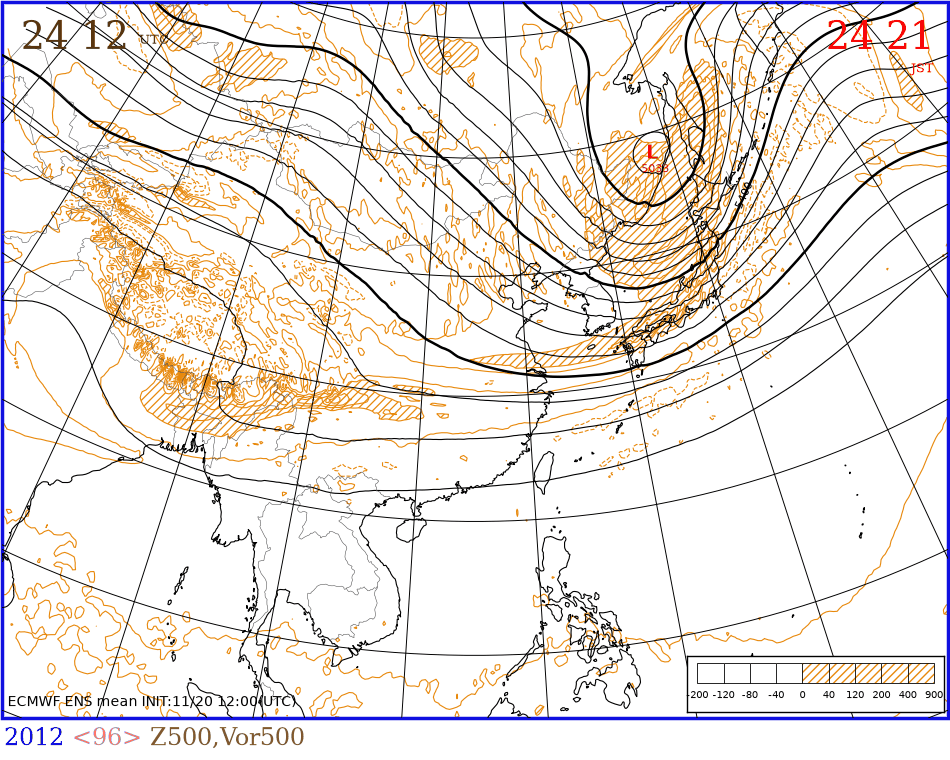 24 12 UTC
24 21
JST
L
5400
-200 -120 -80 -40 0 40 120 200 400 900
ECMWF ENS mean INIT:11/20 12:00(UTC)
2012 <96> Z500,Vor500